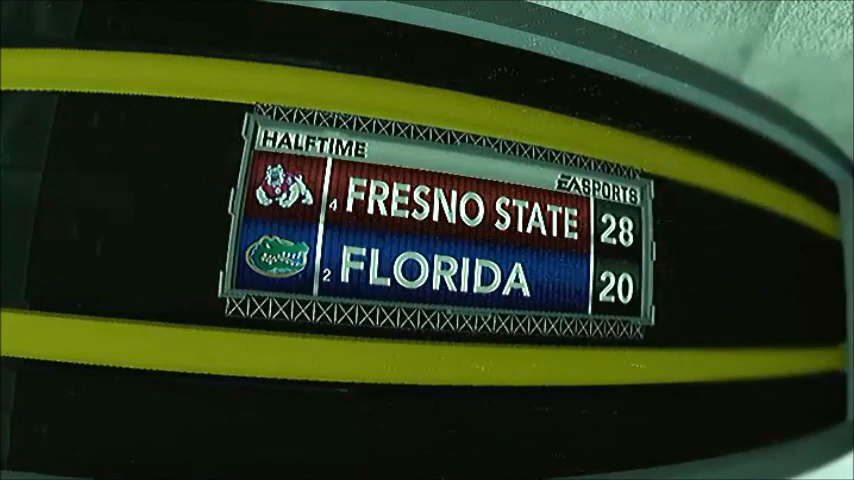 HALFTIME
EA SPORTS
4 FRESNO STATE 28
2 FLORIDA 20